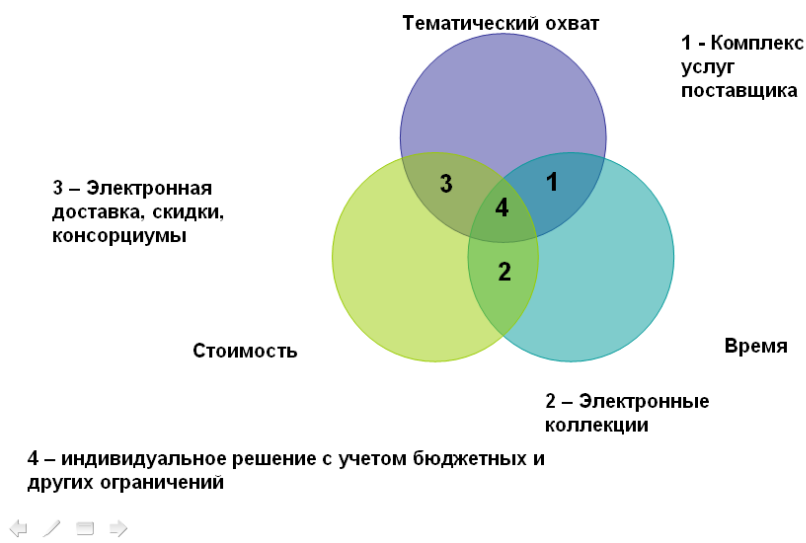 Тематический охват
1 - Комплекс
услуг
поставщика
3 – Электронная
доставка, скидки,
консорциумы
3
1
4
2
Стоимость
Время
2 – Электронные
коллекции
4 – индивидуальное решение с учетом бюджетных и
других ограничений